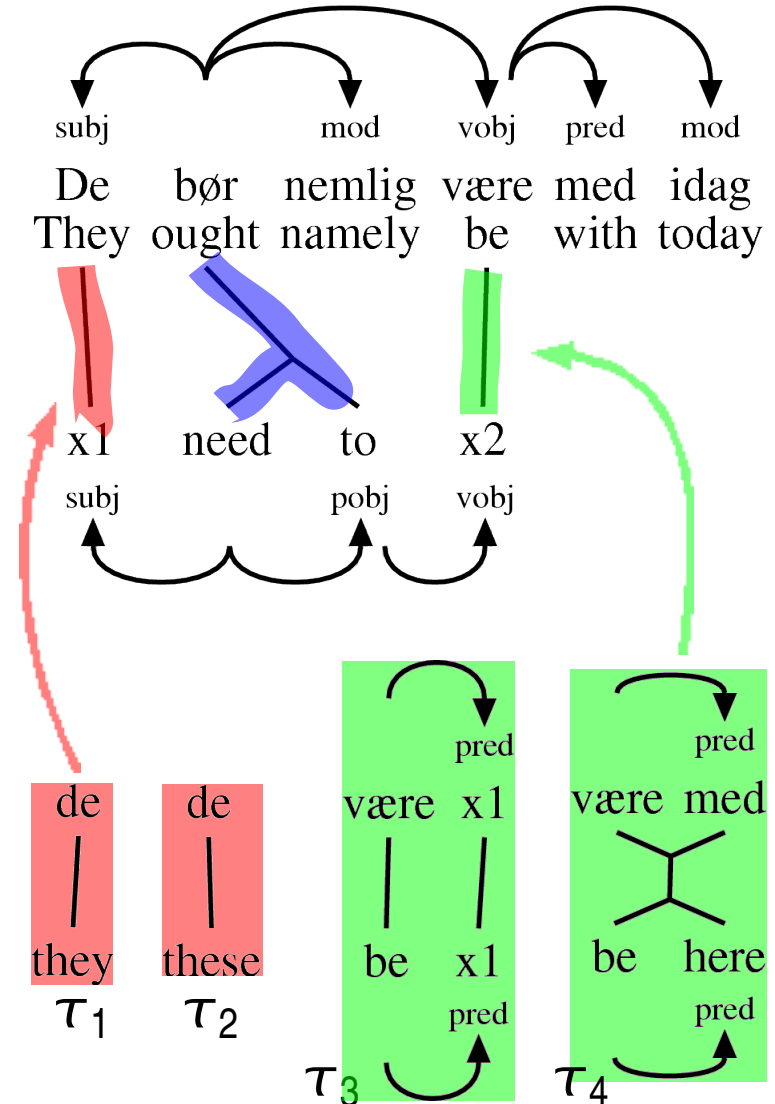 subj mod vobj pred mod
De bør nemlig være med idag
They ought namely be with today
x1 need to x2
subj pobj vobj
pred
pred
de de være x1 være med
they these be x1 be here
τ1 τ2 pred pred
τ3 τ4